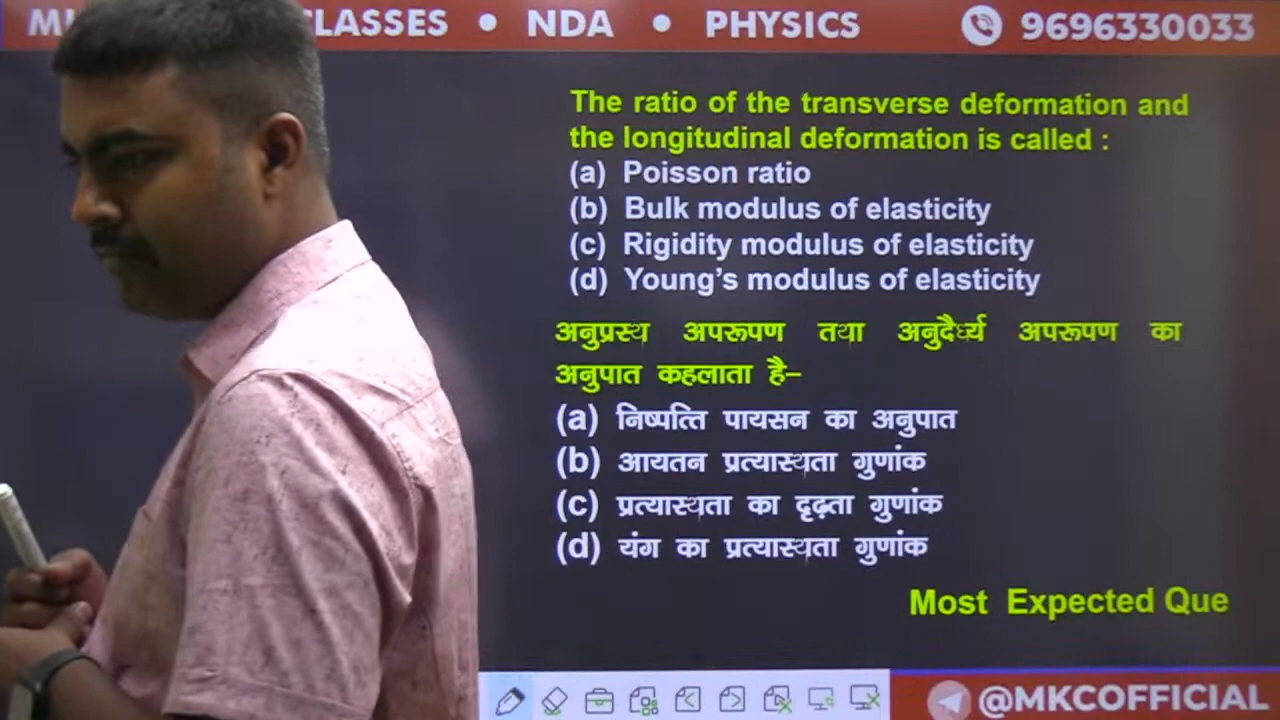 LASSES • NDA • PHYSICS 9696330033
The ratio of the transverse deformation and
the longitudinal deformation is called :
(a) Poisson ratio
(b) Bulk modulus of elasticity
(c) Rigidity modulus of elasticity
(d) Young’s modulus of elasticity
अनुप्रस्थ अपरूपण तथा अनुदैर्ध्य अपरूपण का
अनुपात कहलाता है–
(a) निष्पत्ति पायसन का अनुपात
(b) आयतन प्रत्यास्थता गुणांक
(c) प्रत्यास्थता का दृढ़ता गुणांक
(d) यंग का प्रत्यास्थता गुणांक
Most Expected Que
@MKCOFFICIAL